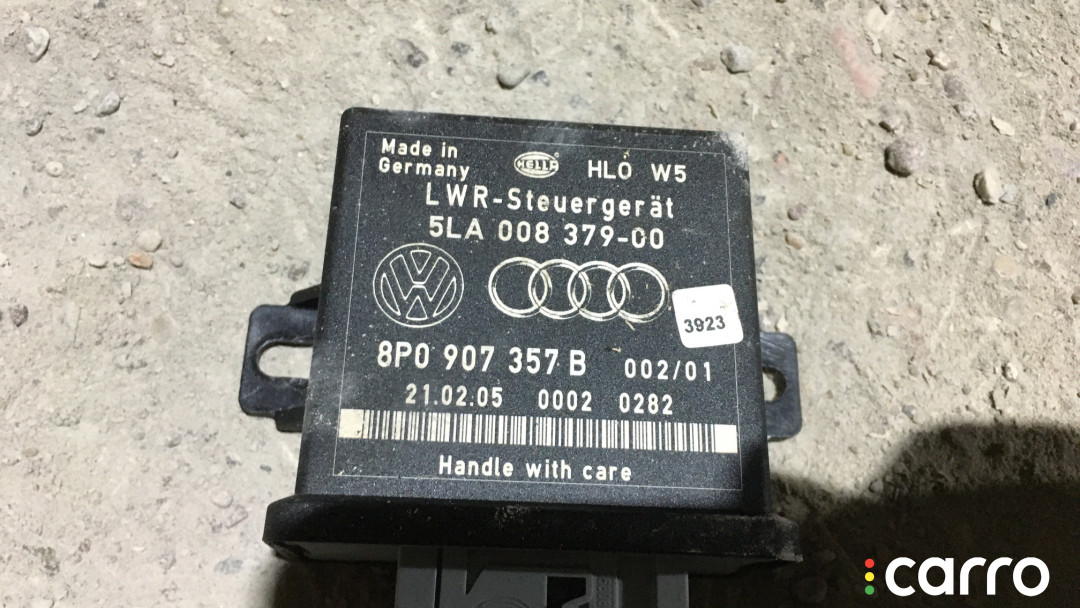 Made in
Germany
HELLA
HLO W5
LWR-Steuergerät
5LA 008 379-00
3923
8P0 907 357 B 002/01
21.02.05 0002 0282
Handle with care
carro